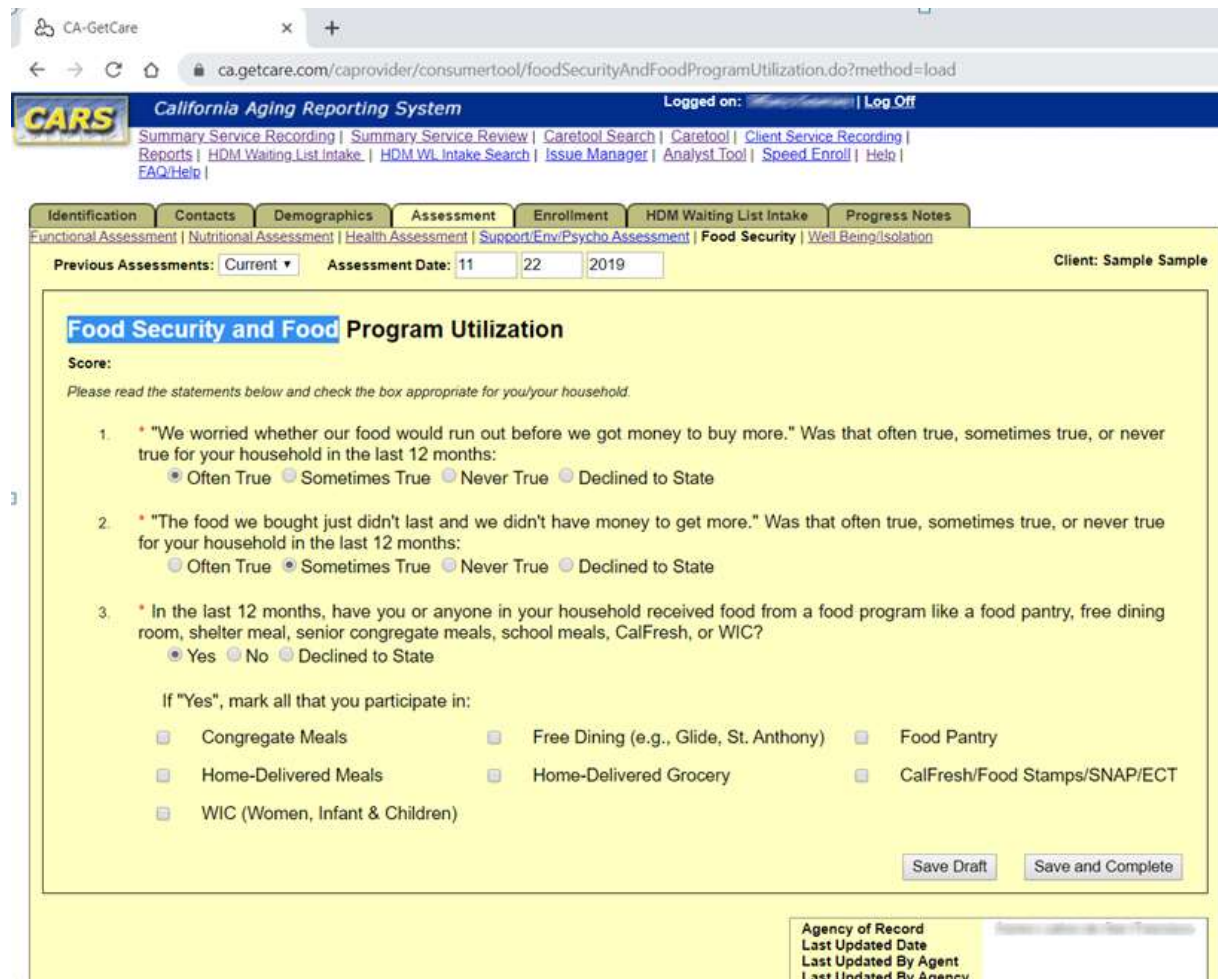 CA-GetCare
ca.getcare.com/caprovider/consumertool/foodSecurityAndFoodProgramUtilization.do?method=load
CARS
California Aging Reporting System
Logged on: | Log Off
Summary Service Recording | Summary Service Review | Caretool Search | Caretool | Client Service Recording |
Reports | HDM Waiting List Intake | HDM WL Intake Search | Issue Manager | Analyst Tool | Speed Enroll | Help |
FAQ/Help |
Identification Contacts Demographics Assessment Enrollment HDM Waiting List Intake Progress Notes
Functional Assessment | Nutritional Assessment | Health Assessment | Support/Env/Psycho Assessment | Food Security | Well Being/Isolation
Previous Assessments: Current Assessment Date: 11 22 2019 Client: Sample Sample
Food Security and Food Program Utilization
Score:
Please read the statements below and check the box appropriate for you/your household.
1. * "We worried whether our food would run out before we got money to buy more." Was that often true, sometimes true, or never
true for your household in the last 12 months:
Often True Sometimes True Never True Declined to State
2. * "The food we bought just didn't last and we didn't have money to get more." Was that often true, sometimes true, or never true
for your household in the last 12 months:
Often True Sometimes True Never True Declined to State
3. * In the last 12 months, have you or anyone in your household received food from a food program like a food pantry, free dining
room, shelter meal, senior congregate meals, school meals, CalFresh, or WIC?
Yes No Declined to State
If "Yes", mark all that you participate in:
Congregate Meals Free Dining (e.g., Glide, St. Anthony) Food Pantry
Home-Delivered Meals Home-Delivered Grocery CalFresh/Food Stamps/SNAP/ECT
WIC (Women, Infant & Children)
Save Draft Save and Complete
Agency of Record
Last Updated Date
Last Updated By Agent
Last Updated By Agency